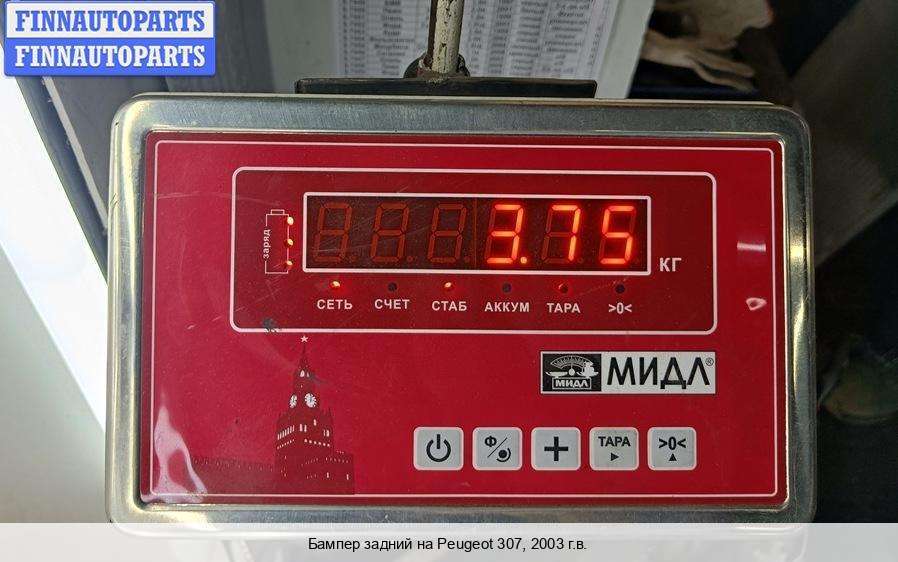 FINNAUTOPARTS
FINNAUTOPARTS
заряд
3.75
КГ
СЕТЬ СЧЕТ СТАБ АККУМ ТАРА >0<
МИДЛ МИДЛ®
Ф ТАРА >0<
Бампер задний на Peugeot 307, 2003 г.в.